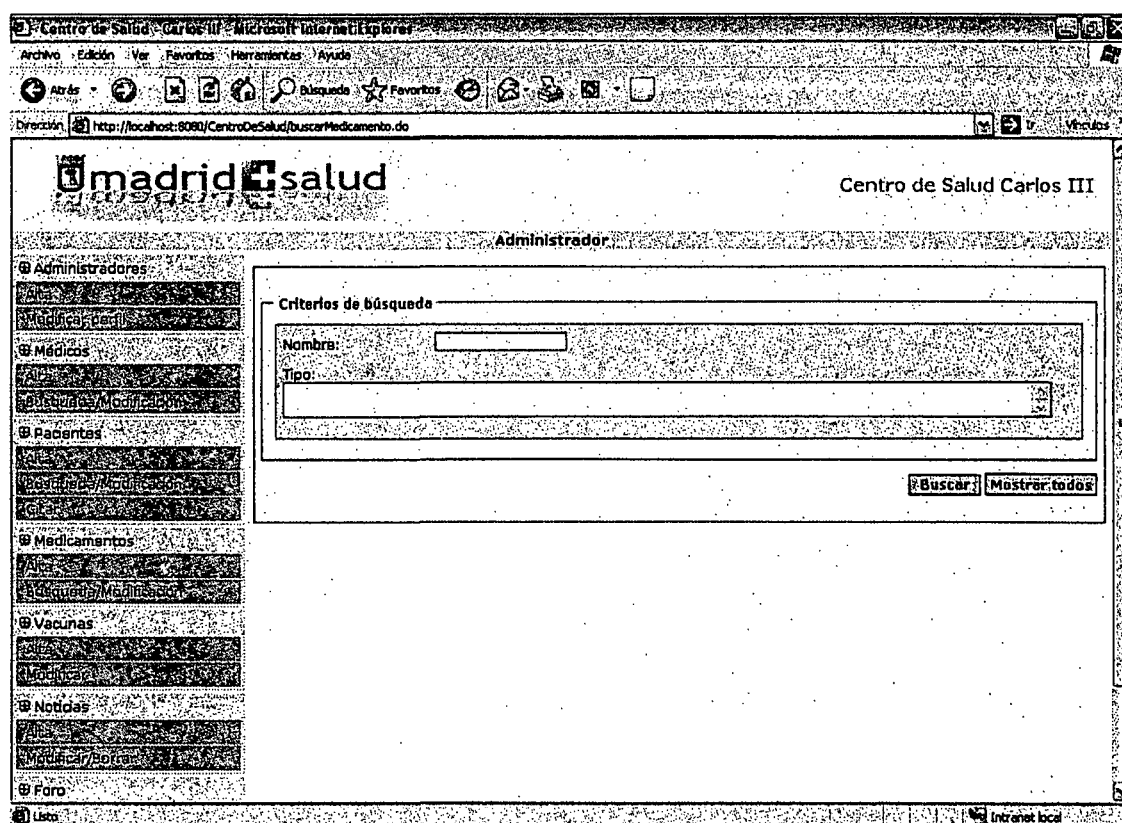 Centro de Salud - Carlos III - Microsoft Internet Explorer
Archivo Edición Ver Favoritos Herramientas Ayuda
Atrás Búsqueda Favoritos
Dirección http://localhost:8080/CentroDeSalud/buscarMedicamento.do Ir Vínculos
madrid salud
Centro de Salud Carlos III
Administrador
Administradores
Alta
Modificar perfil
Médicos
Alta
Búsqueda/Modificación
Pacientes
Alta
Búsqueda/Modificación
Citar
Medicamentos
Alta
Búsqueda/Modificación
Vacunas
Alta
Modificar
Noticias
Alta
Modificar/Borrar
Foro
Criterios de búsqueda
Nombre:
Tipo:
Buscar Mostrar todos
Listo Intranet local